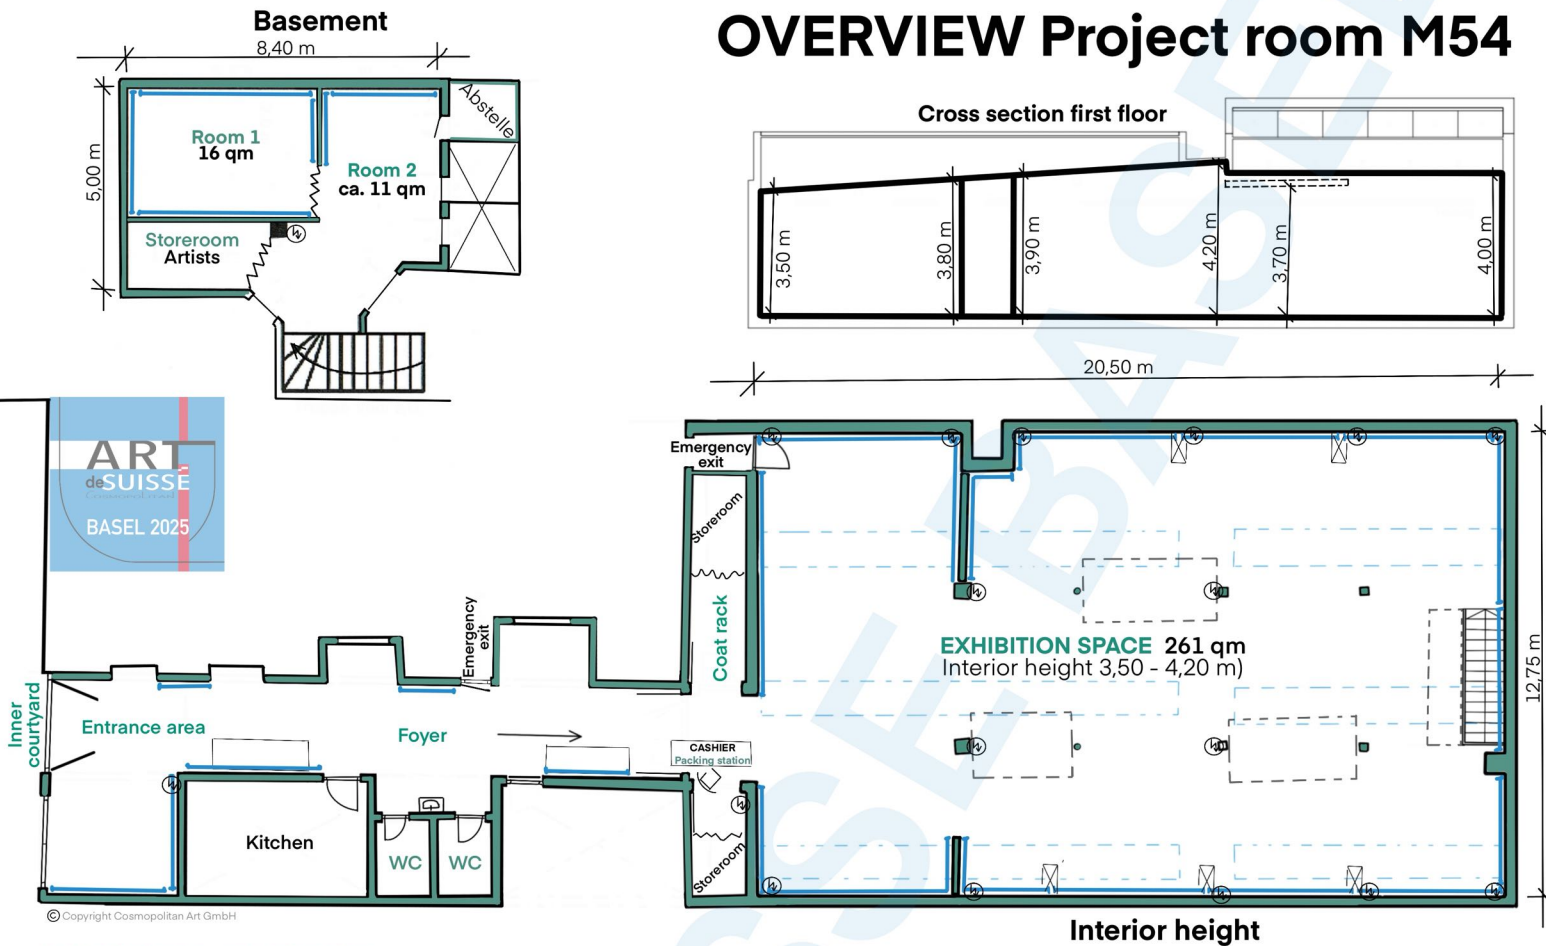 Basement
OVERVIEW Project room M54
8,40 m
Abstelle
Cross section first floor
Room 1
16 qm
Room 2
ca. 11 qm
5,00 m
Storeroom
Artists
3,50 m
3,80 m
3,90 m
4,20 m
3,70 m
4,00 m
20,50 m
ART
deSUISSE
BASEL 2025
Emergency
exit
Storeroom
Coat rack
Emergency
exit
EXHIBITION SPACE 261 qm
Interior height 3,50 - 4,20 m)
12,75 m
Inner
courtyard
Entrance area
Foyer
CASHIER
Packing station
Kitchen
WC
WC
Storeroom
© Copyright Cosmopolitan Art GmbH
Interior height
SSE BASE